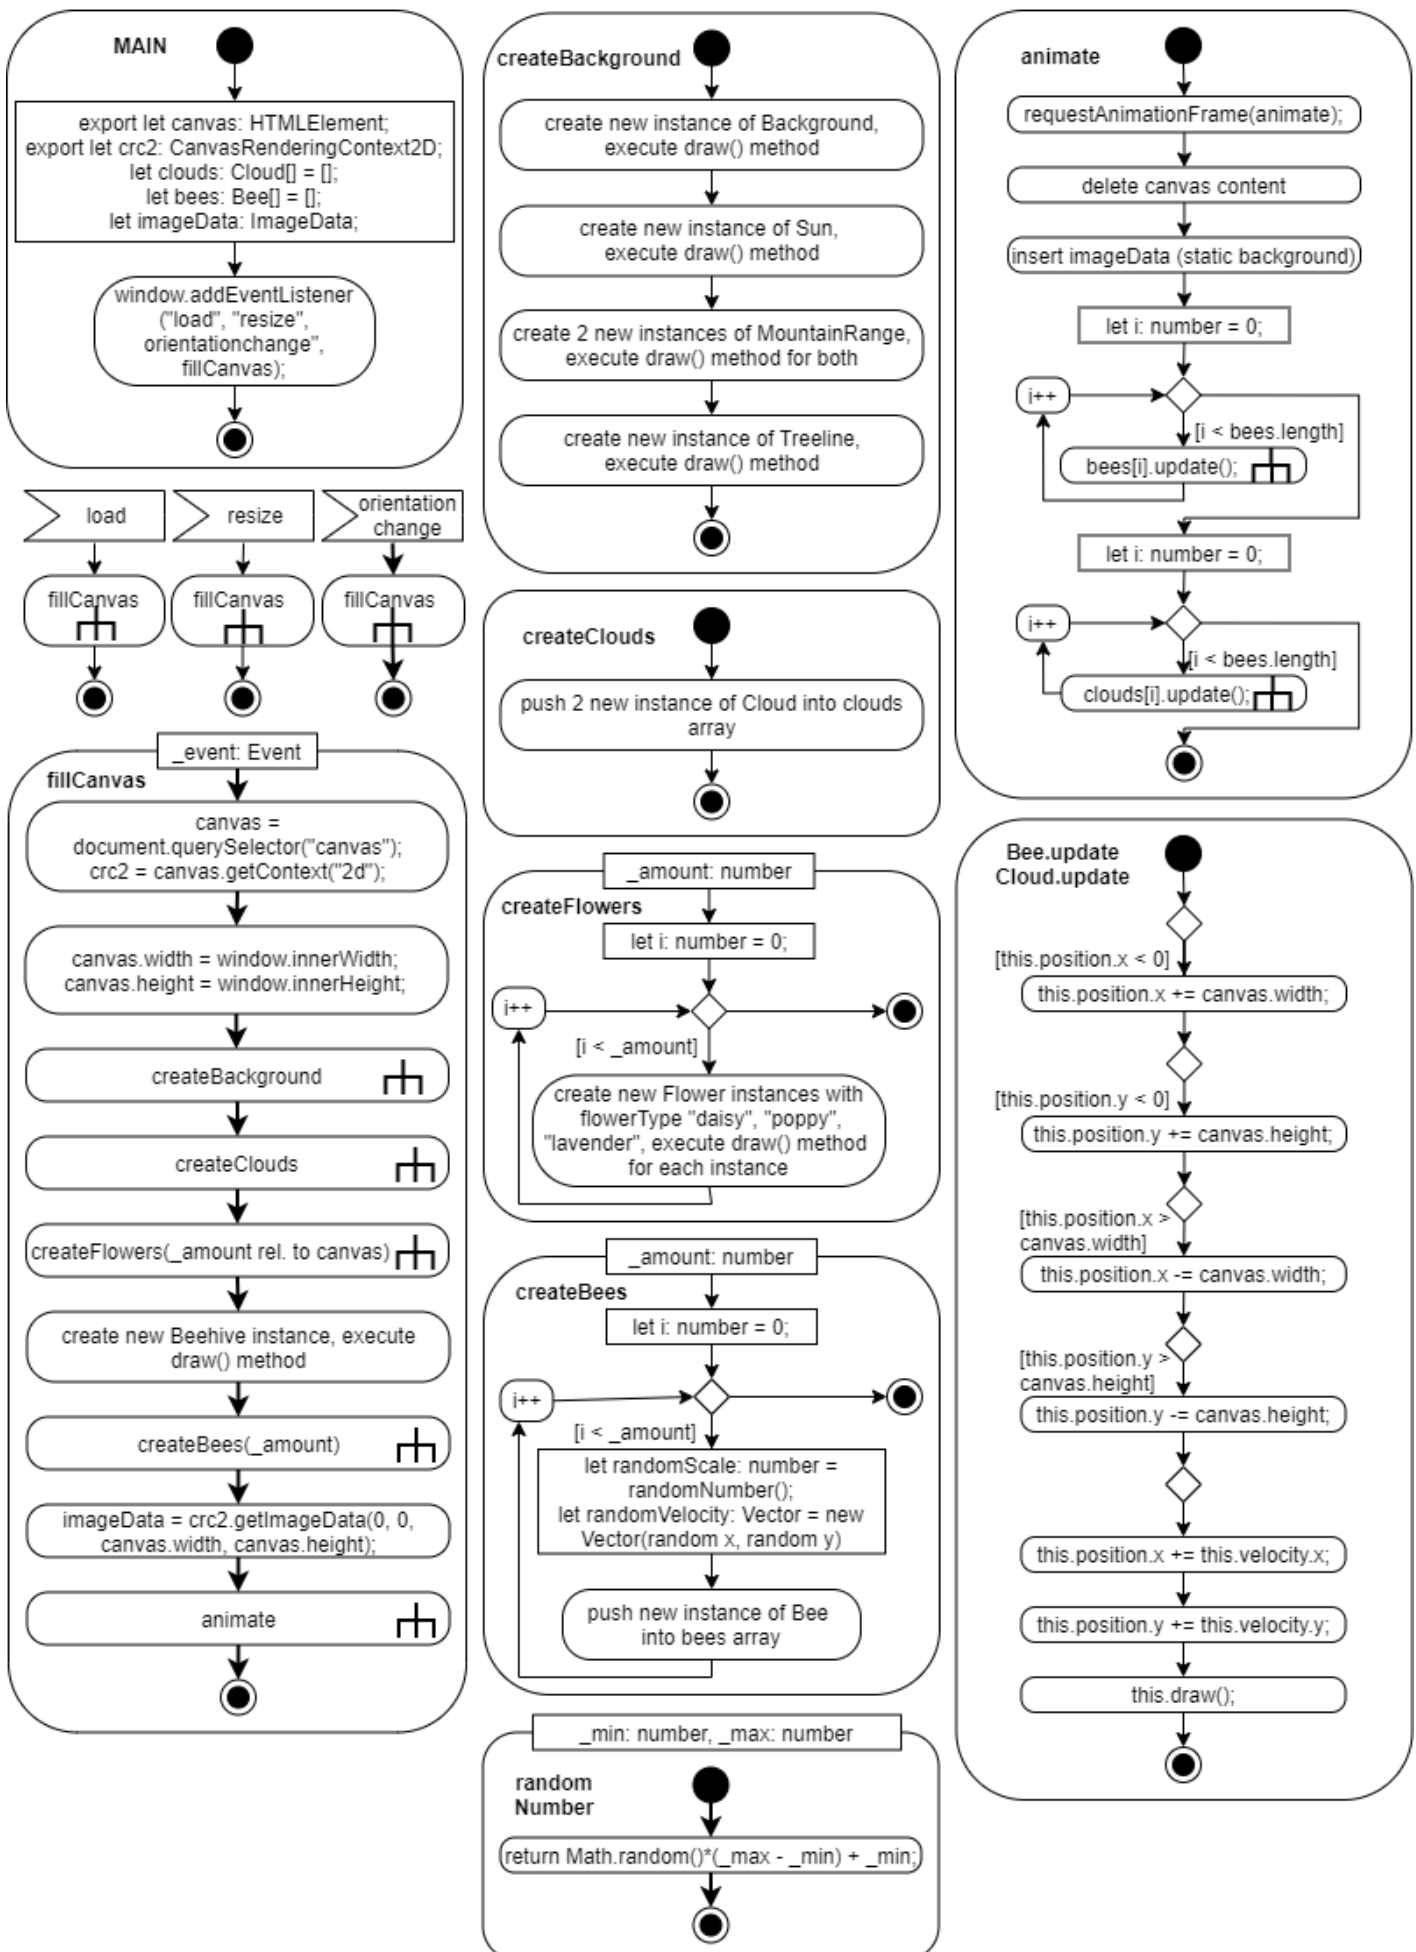 MAIN
export let canvas: HTMLElement;
export let crc2: CanvasRenderingContext2D;
let clouds: Cloud[] = [];
let bees: Bee[] = [];
let imageData: ImageData;
window.addEventListener
("load", "resize",
orientationchange",
fillCanvas);
load
resize
orientation
change
fillCanvas
fillCanvas
fillCanvas
_event: Event
fillCanvas
canvas =
document.querySelector("canvas");
crc2 = canvas.getContext("2d");
canvas.width = window.innerWidth;
canvas.height = window.innerHeight;
createBackground
createClouds
createFlowers(_amount rel. to canvas)
create new Beehive instance, execute
draw() method
createBees(_amount)
imageData = crc2.getImageData(0, 0,
canvas.width, canvas.height);
animate
createBackground
create new instance of Background,
execute draw() method
create new instance of Sun,
execute draw() method
create 2 new instances of MountainRange,
execute draw() method for both
create new instance of Treeline,
execute draw() method
createClouds
push 2 new instance of Cloud into clouds
array
_amount: number
createFlowers
let i: number = 0;
i++
[i < _amount]
create new Flower instances with
flowerType "daisy", "poppy",
"lavender", execute draw() method
for each instance
_amount: number
createBees
let i: number = 0;
i++
[i < _amount]
let randomScale: number =
randomNumber();
let randomVelocity: Vector = new
Vector(random x, random y)
push new instance of Bee
into bees array
_min: number, _max: number
random
Number
return Math.random()*(_max - _min) + _min;
animate
requestAnimationFrame(animate);
delete canvas content
insert imageData (static background)
let i: number = 0;
i++
[i < bees.length]
bees[i].update();
let i: number = 0;
i++
[i < bees.length]
clouds[i].update();
Bee.update
Cloud.update
[this.position.x < 0]
this.position.x += canvas.width;
[this.position.y < 0]
this.position.y += canvas.height;
[this.position.x >
canvas.width]
this.position.x -= canvas.width;
[this.position.y >
canvas.height]
this.position.y -= canvas.height;
this.position.x += this.velocity.x;
this.position.y += this.velocity.y;
this.draw();